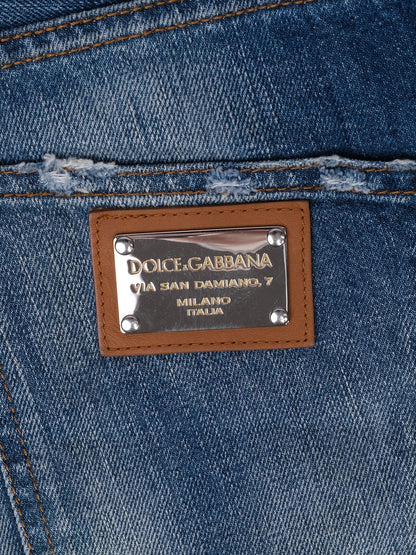 DOLCE & GABBANA
VIA SAN DAMIANO, 7
MILANO
ITALIA